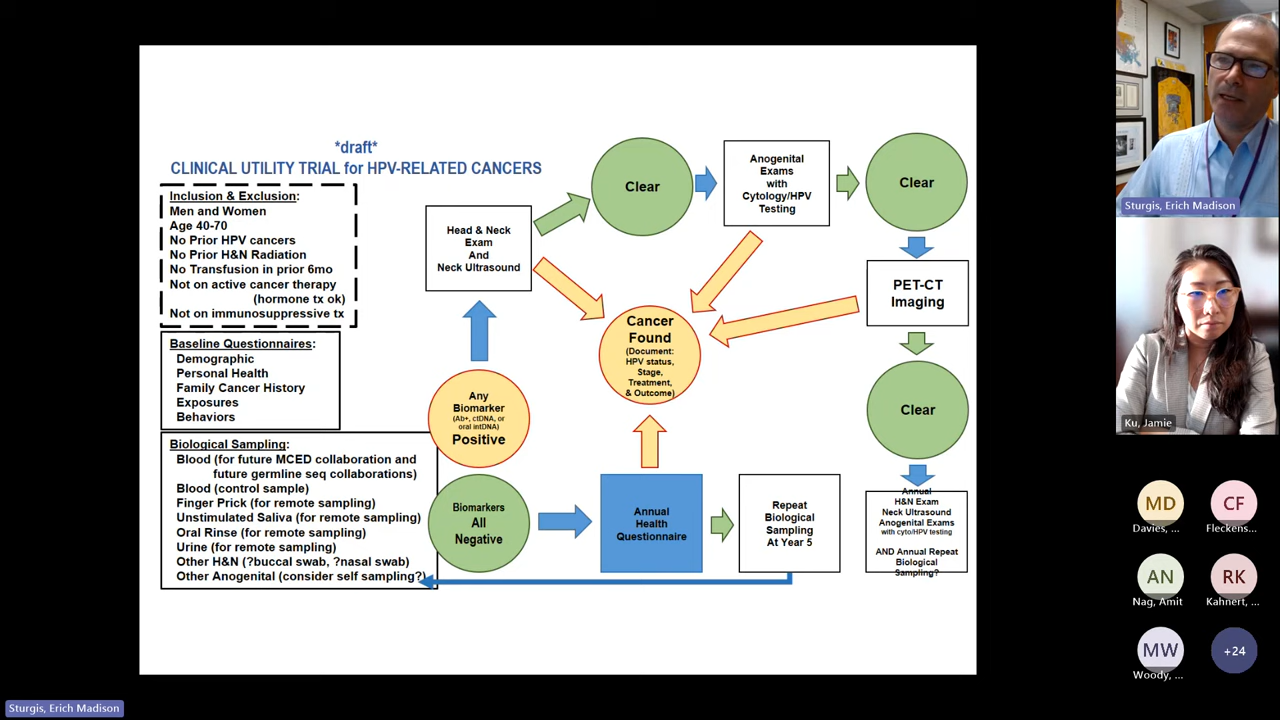 *draft*
CLINICAL UTILITY TRIAL for HPV-RELATED CANCERS
Inclusion & Exclusion:
Men and Women
Age 40-70
No Prior HPV cancers
No Prior H&N Radiation
No Transfusion in prior 6mo
Not on active cancer therapy
(hormone tx ok)
Not on immunosuppressive tx
Baseline Questionnaires:
Demographic
Personal Health
Family Cancer History
Exposures
Behaviors
Biological Sampling:
Blood (for future MCED collaboration and
future germline seq collaborations)
Blood (control sample)
Finger Prick (for remote sampling)
Unstimulated Saliva (for remote sampling)
Oral Rinse (for remote sampling)
Urine (for remote sampling)
Other H&N (?buccal swab, ?nasal swab)
Other Anogenital (consider self sampling?)
Head & Neck
Exam
And
Neck Ultrasound
Any
Biomarker
(Ab+, ctDNA, or
oral intDNA)
Positive
Biomarkers
All
Negative
Clear
Anogenital
Exams
with
Cytology/HPV
Testing
Clear
PET-CT
Imaging
Cancer
Found
(Document:
HPV status,
Stage,
Treatment,
& Outcome)
Clear
Annual
Health
Questionnaire
Repeat
Biological
Sampling
At Year 5
Annual
H&N Exam
Neck Ultrasound
Anogenital Exams
with cyto/HPV testing
AND Annual Repeat
Biological
Sampling?
Sturgis, Erich Madison
Ku, Jamie
MD
Davies, ...
CF
Fleckens...
AN
Nag, Amit
RK
Kahnert, ...
MW
Woody, ...
+24
Sturgis, Erich Madison